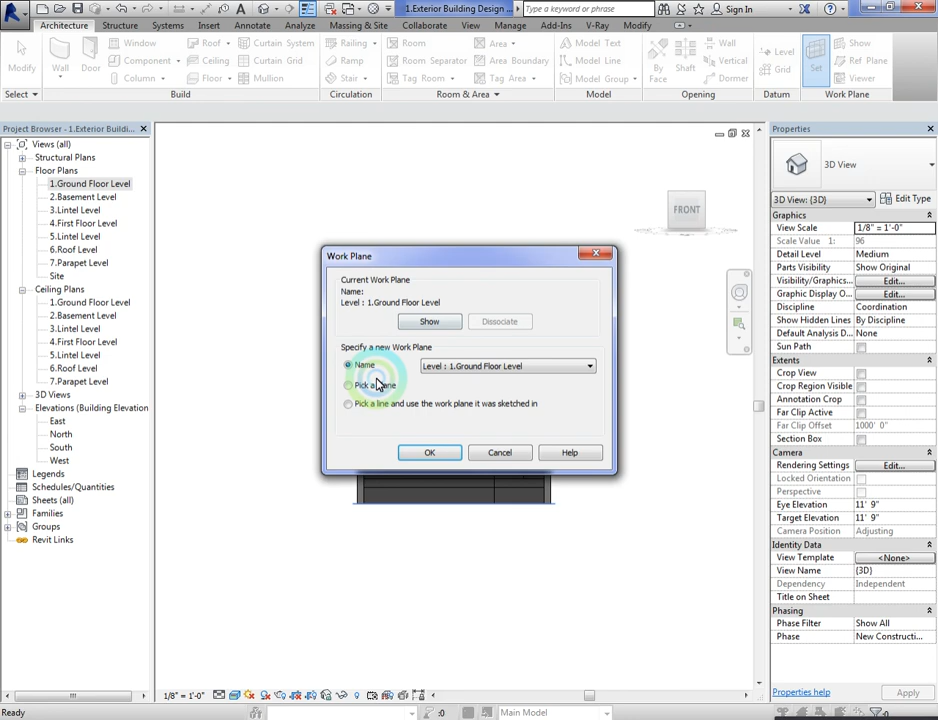 1.Exterior Building Design ...
Type a keyword or phrase
Sign In
Architecture Structure Systems Insert Annotate Analyze Massing & Site Collaborate View Manage Add-Ins V-Ray Modify
Modify Wall Door Window Component Column Roof Ceiling Floor Curtain System Curtain Grid Mullion Railing Ramp Stair Room Room Separator Tag Room Area Area Boundary Tag Area Model Text Model Line Model Group By Face Shaft Wall Vertical Dormer Level Grid Set Show Ref Plane Viewer
Select Build Circulation Room & Area Model Opening Datum Work Plane
Project Browser - 1.Exterior Buildi...
Views (all)
Structural Plans
Floor Plans
1.Ground Floor Level
2.Basement Level
3.Lintel Level
4.First Floor Level
5.Lintel Level
6.Roof Level
7.Parapet Level
Site
Ceiling Plans
1.Ground Floor Level
2.Basement Level
3.Lintel Level
4.First Floor Level
5.Lintel Level
6.Roof Level
7.Parapet Level
3D Views
Elevations (Building Elevation
East
North
South
West
Legends
Schedules/Quantities
Sheets (all)
Families
Groups
Revit Links
FRONT
Work Plane
Current Work Plane
Name:
Level : 1.Ground Floor Level
Show Dissociate
Specify a new Work Plane
Name Level : 1.Ground Floor Level
Pick a plane
Pick a line and use the work plane it was sketched in
OK Cancel Help
Properties
3D View
3D View: {3D} Edit Type
Graphics
View Scale 1/8" = 1'-0"
Scale Value 1: 96
Detail Level Medium
Parts Visibility Show Original
Visibility/Graphics... Edit...
Graphic Display O... Edit...
Discipline Coordination
Show Hidden Lines By Discipline
Default Analysis D... None
Sun Path
Extents
Crop View
Crop Region Visible
Annotation Crop
Far Clip Active
Far Clip Offset 1000' 0"
Section Box
Camera
Rendering Settings Edit...
Locked Orientation
Perspective
Eye Elevation 11' 9"
Target Elevation 11' 9"
Camera Position Adjusting
Identity Data
View Template <None>
View Name {3D}
Dependency Independent
Title on Sheet
Phasing
Phase Filter Show All
Phase New Constructi...
Properties help Apply
1/8" = 1'-0"
Ready :0 Main Model :0